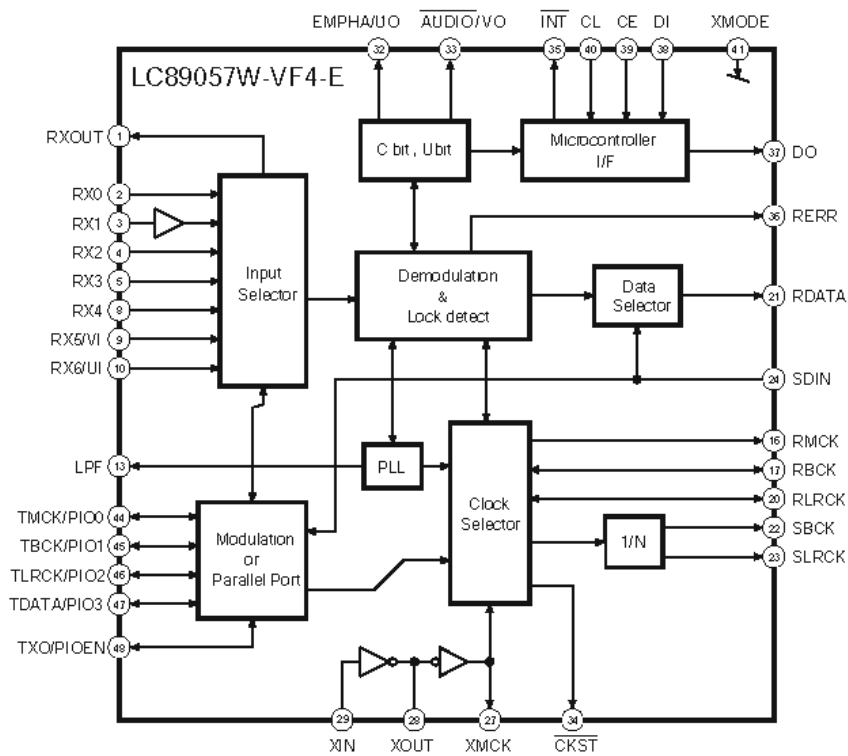 EMPHA/UO AUDIO/VO INT CL CE DI XMODE
32 33 35 40 39 38 41
LC89057W-VF4-E
RXOUT 1
C bit , Ubit
Microcontroller
I/F
37 DO
RX0 2
RX1 3
RX2 4
RX3 5
RX4 8
RX5/VI 9
RX6/UI 10
Input
Selector
36 RERR
Demodulation
&
Lock detect
Data
Selector
21 RDATA
24 SDIN
LPF 13
PLL
Clock
Selector
16 RMCK
17 RBCK
20 RLRCK
22 SBCK
23 SLRCK
1/N
TMCK/PIO0 44
TBCK/PIO1 45
TLRCK/PIO2 46
TDATA/PIO3 47
TXO/PIOEN 48
Modulation
or
Parallel Port
29 28 27 34
XIN XOUT XMCK CKST